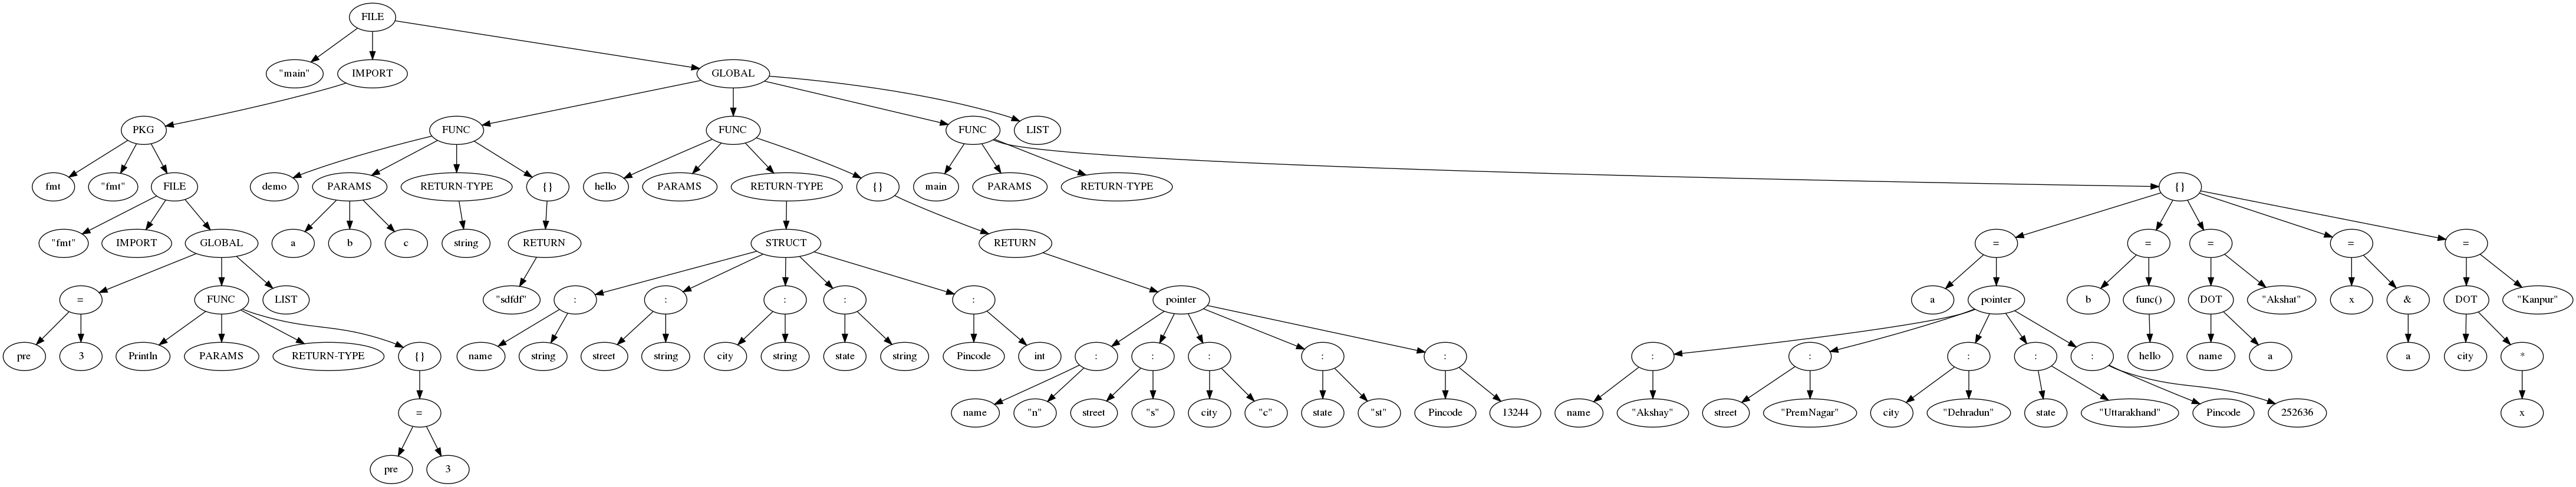 FILE
"main" IMPORT GLOBAL
PKG FUNC FUNC FUNC LIST
fmt "fmt" FILE demo PARAMS RETURN-TYPE {} hello PARAMS RETURN-TYPE {} main PARAMS RETURN-TYPE {}
"fmt" IMPORT GLOBAL a b c string RETURN STRUCT RETURN = = = = =
= FUNC LIST "sdfdf" : : : : : pointer a pointer b func() DOT "Akshat" x & DOT "Kanpur"
pre 3 Println PARAMS RETURN-TYPE {} name string street string city string state string Pincode int : : : : : : : : : : hello name a a city *
= name "n" street "s" city "c" state "st" Pincode 13244 name "Akshay" street "PremNagar" city "Dehradun" state "Uttarakhand" Pincode 252636 x
pre 3